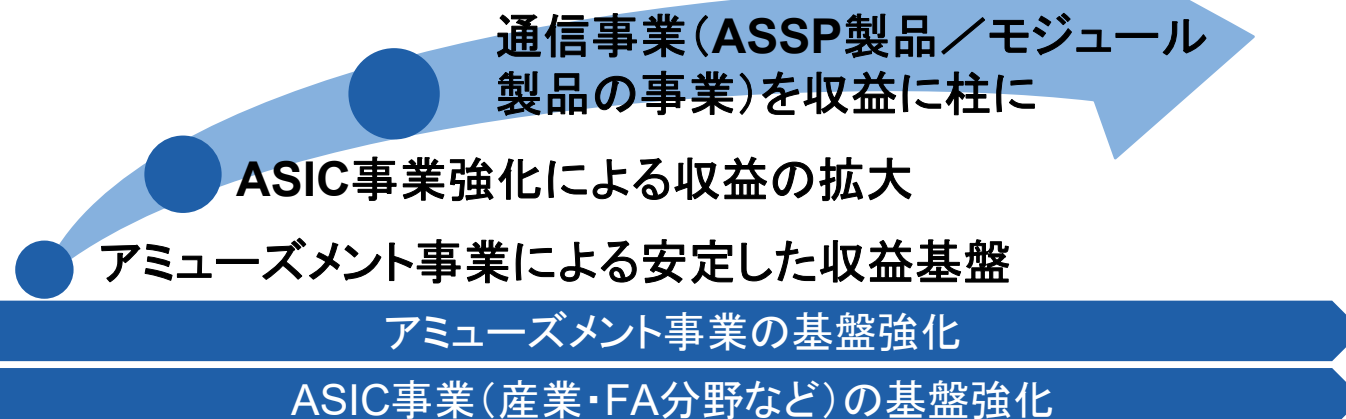 通信事業（ASSP製品／モジュール
製品の事業）を収益に柱に
ASIC事業強化による収益の拡大
アミューズメント事業による安定した収益基盤
アミューズメント事業の基盤強化
ASIC事業（産業・FA分野など）の基盤強化